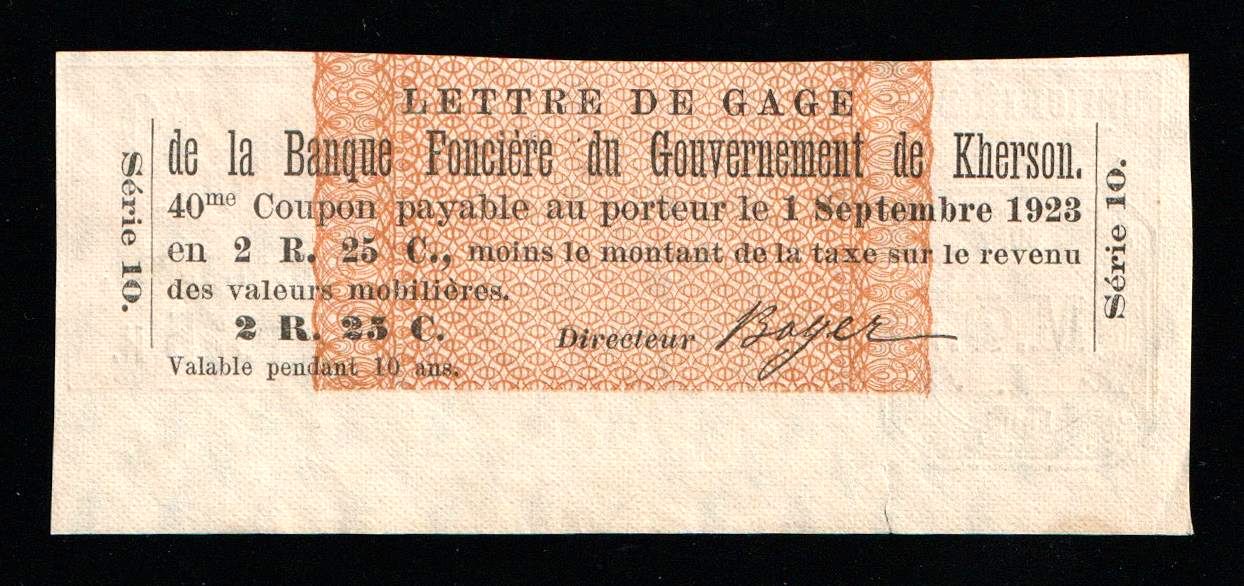 LETTRE DE GAGE
de la Banque Fonciére du Gouvernement de Kherson.
40me Coupon payable au porteur le 1 Septembre 1923
en 2 R. 25 C., moins le montant de la taxe sur le revenu
des valeurs mobilières.
2 R. 25 C.
Directeur Boyer
Valable pendant 10 ans.
Série 10.
Série 10.